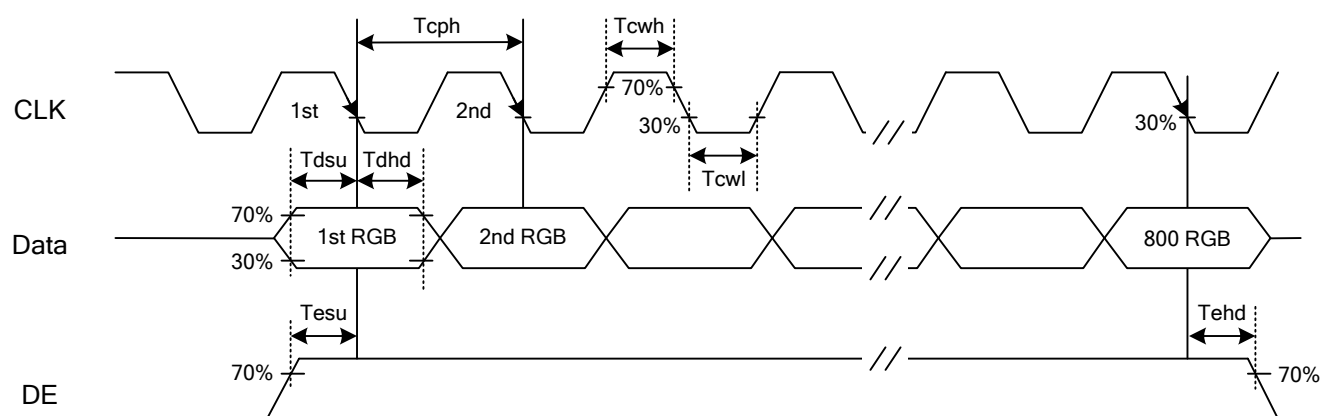 Tcph
Tcwh
CLK
1st
2nd
70%
30%
30%
Tdsu
Tdhd
Tcwl
70%
Data
1st RGB
2nd RGB
800 RGB
30%
Tesu
Tehd
70%
70%
DE